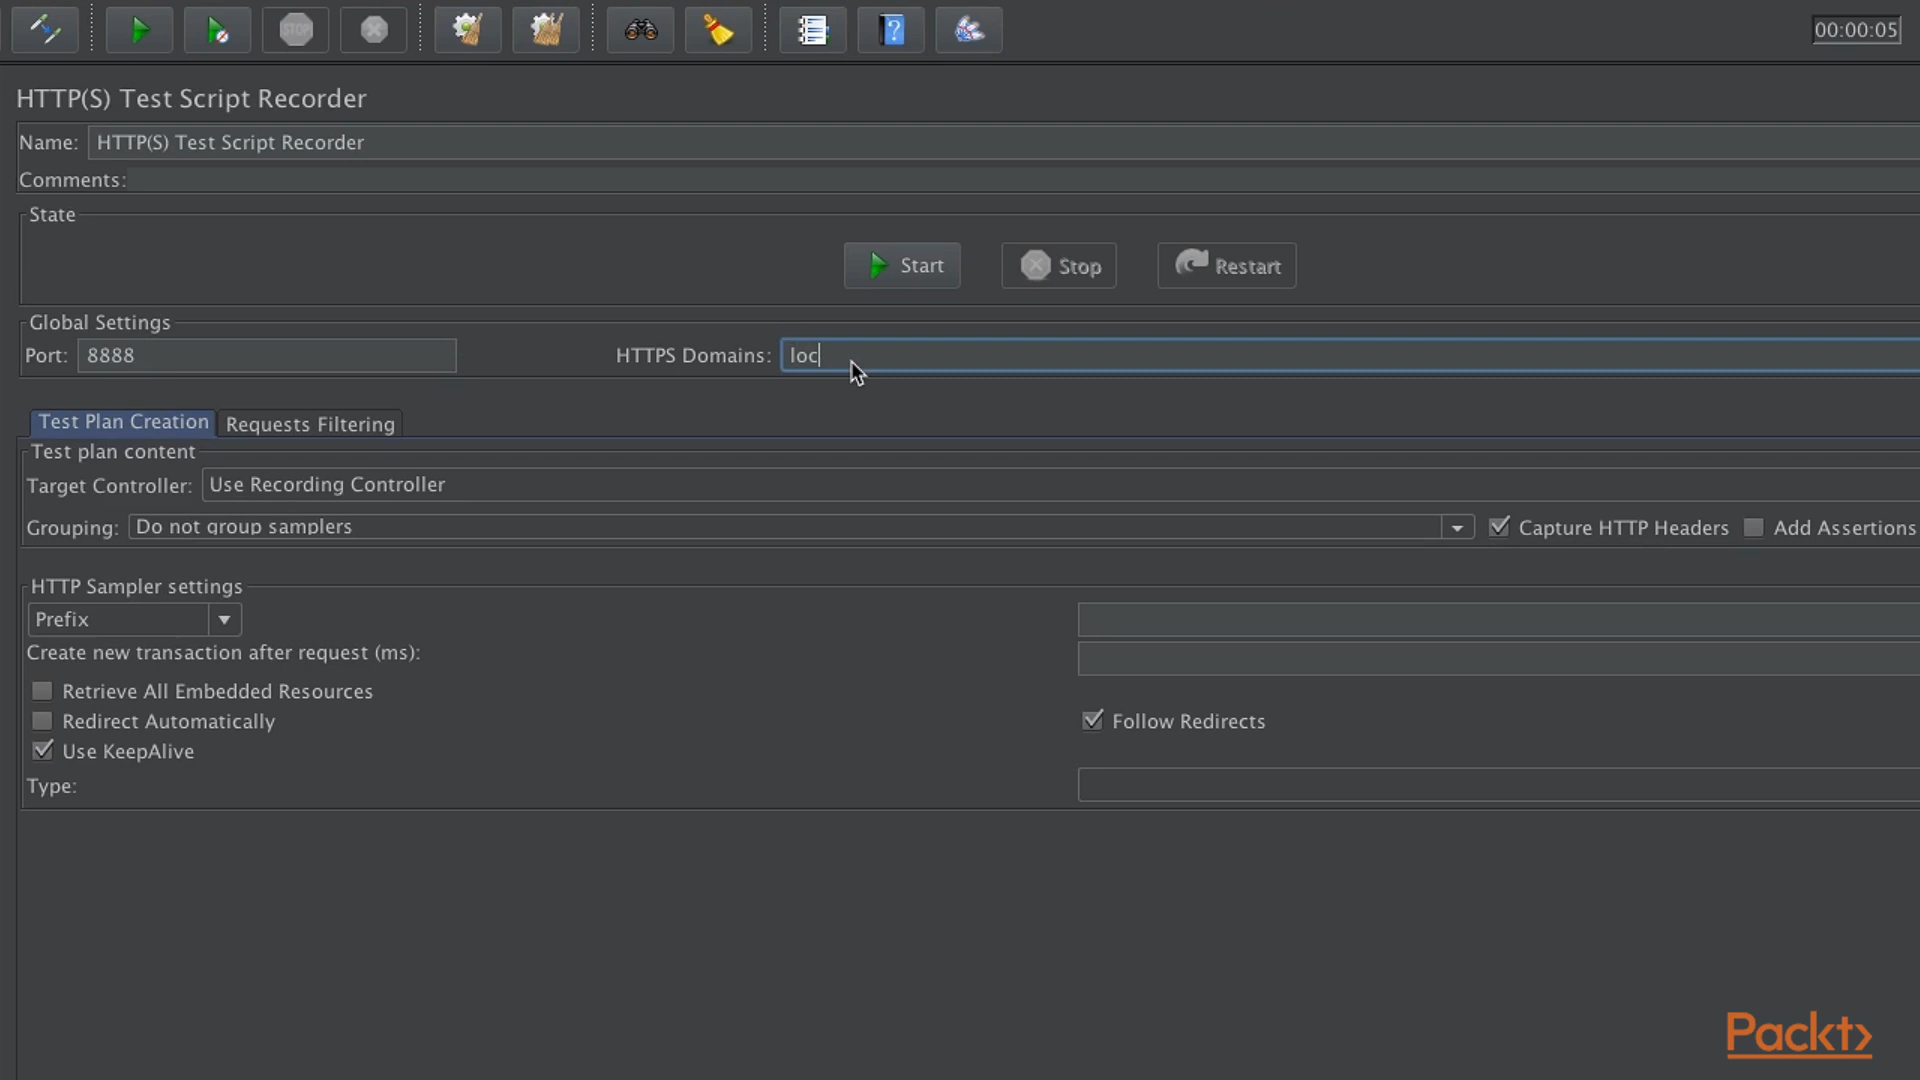 STOP
00:00:05
HTTP(S) Test Script Recorder
Name: HTTP(S) Test Script Recorder
Comments:
State
Start Stop Restart
Global Settings
Port: 8888 HTTPS Domains: loc
Test Plan Creation Requests Filtering
Test plan content
Target Controller: Use Recording Controller
Grouping: Do not group samplers Capture HTTP Headers Add Assertions
HTTP Sampler settings
Prefix
Create new transaction after request (ms):
Retrieve All Embedded Resources
Redirect Automatically Follow Redirects
Use KeepAlive
Type:
Packt>